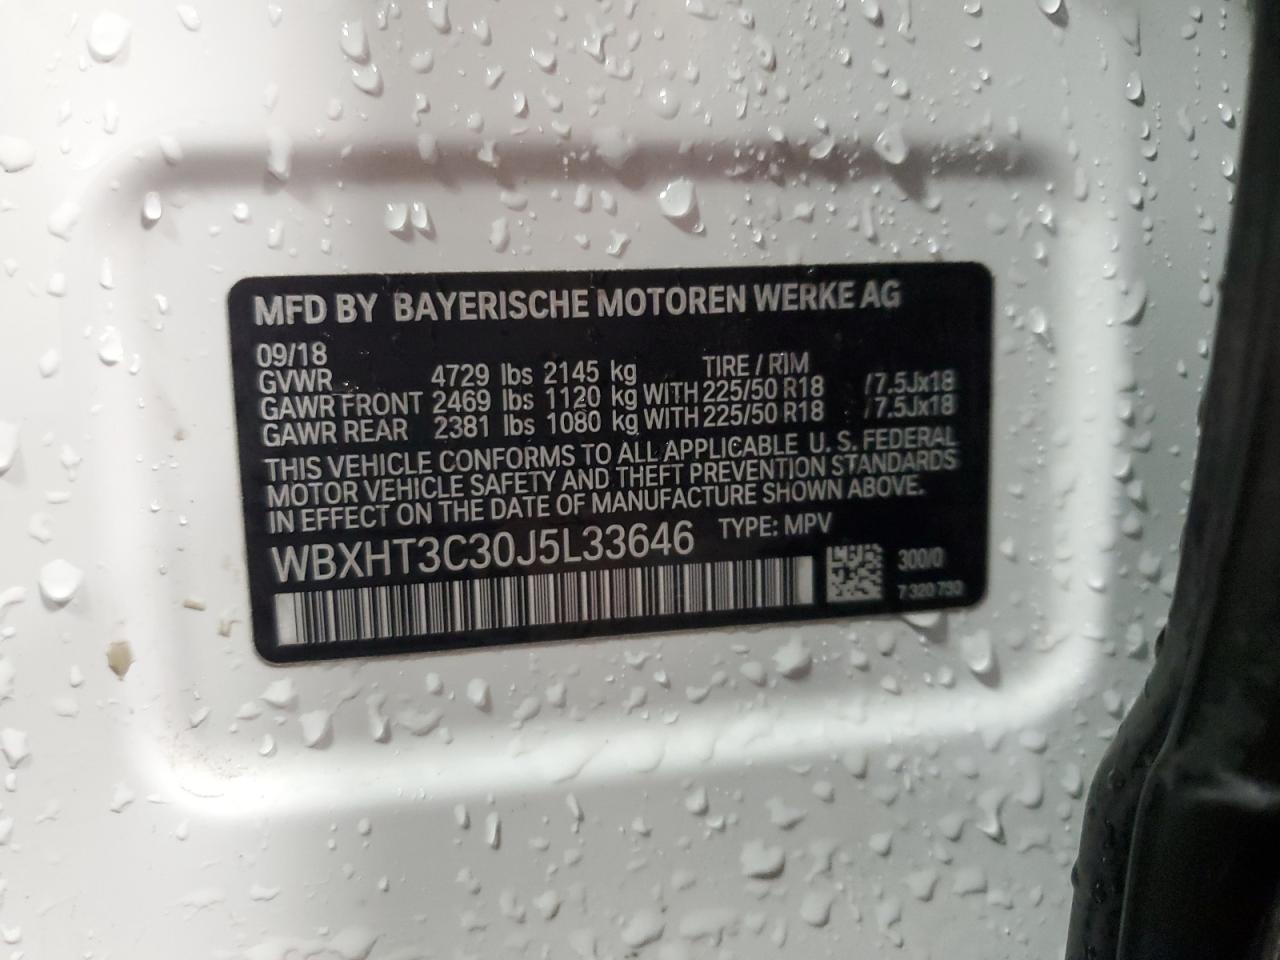 MFD BY BAYERISCHE MOTOREN WERKE AG
09/18 TIRE / RIM
GVWR 4729 lbs 2145 kg
GAWR FRONT 2469 lbs 1120 kg WITH 225/50 R18 /7.5Jx18
GAWR REAR 2381 lbs 1080 kg WITH 225/50 R18 /7.5Jx18
THIS VEHICLE CONFORMS TO ALL APPLICABLE U. S. FEDERAL
MOTOR VEHICLE SAFETY AND THEFT PREVENTION STANDARDS
IN EFFECT ON THE DATE OF MANUFACTURE SHOWN ABOVE.
WBXHT3C30J5L33646 TYPE: MPV
300/0
7 320 730